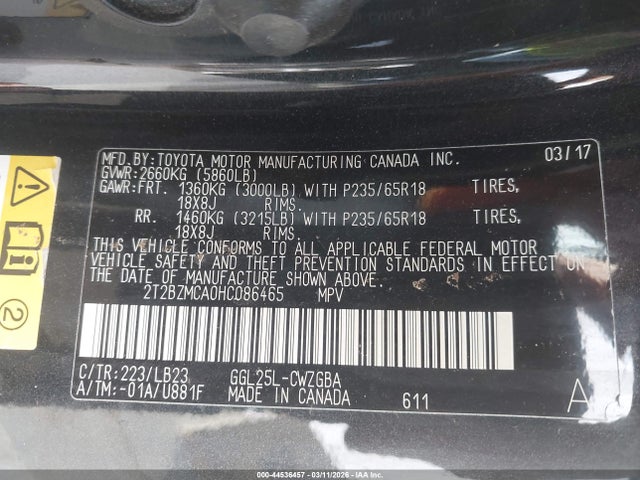 MFD.BY:TOYOTA MOTOR MANUFACTURING CANADA INC. 03/17
GVWR:2660KG (5860LB)
GAWR:FRT. 1360KG (3000LB) WITH P235/65R18 TIRES,
18X8J RIMS,
RR. 1460KG (3215LB) WITH P235/65R18 TIRES,
18X8J RIMS.
THIS VEHICLE CONFORMS TO ALL APPLICABLE FEDERAL MOTOR
VEHICLE SAFETY AND THEFT PREVENTION STANDARDS IN EFFECT ON
THE DATE OF MANUFACTURE SHOWN ABOVE.
2T2BZMCA0HC086465 MPV
C/TR:223/LB23 GGL25L-CWZGBA
A/TM:-01A/U881F MADE IN CANADA 611 A
2
000-44536457 - 03/11/2026 - IAA, Inc.